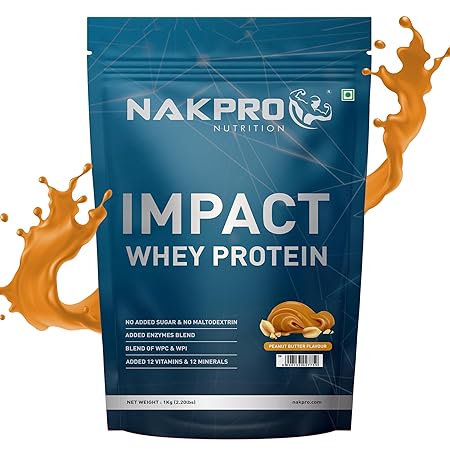 NAKPRO
NUTRITION
IMPACT
WHEY PROTEIN
NO ADDED SUGAR & NO MALTODEXTRIN
ADDED ENZYMES BLEND
BLEND OF WPC & WPI
ADDED 12 VITAMINS & 12 MINERALS
PEANUT BUTTER FLAVOUR
NET WEIGHT : 1Kg (2.20lbs)
nakpro.com